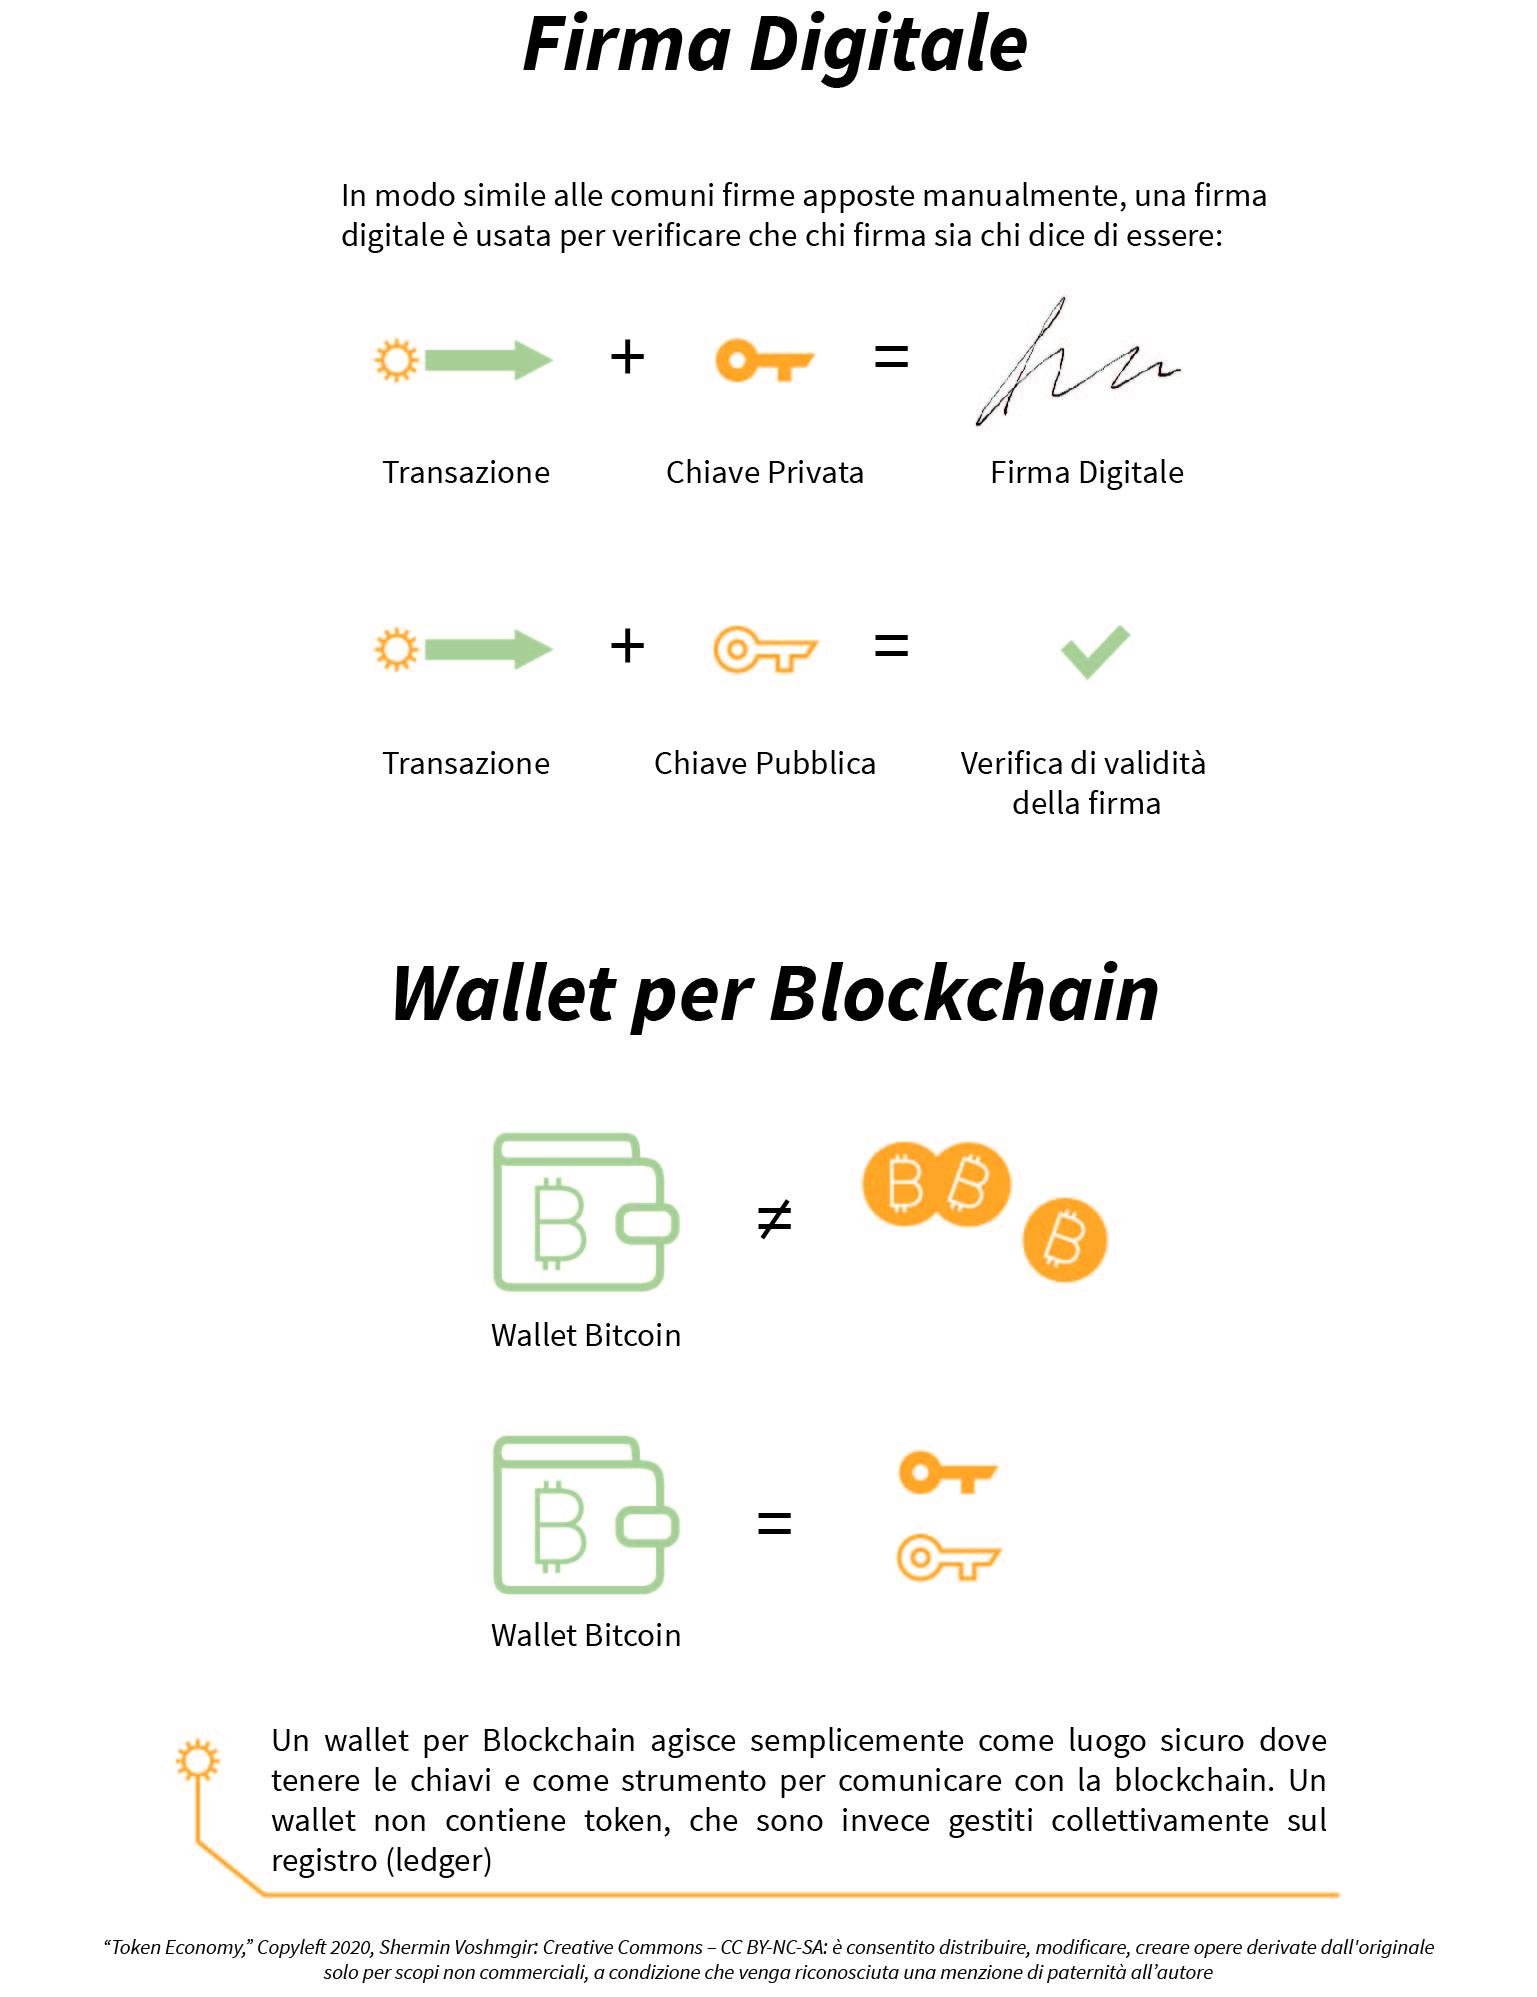 Firma Digitale
In modo simile alle comuni firme apposte manualmente, una firma
digitale è usata per verificare che chi firma sia chi dice di essere:
+ =
Transazione Chiave Privata Firma Digitale
+ =
Transazione Chiave Pubblica Verifica di validità
della firma
Wallet per Blockchain
≠
Wallet Bitcoin
=
Wallet Bitcoin
Un wallet per Blockchain agisce semplicemente come luogo sicuro dove
tenere le chiavi e come strumento per comunicare con la blockchain. Un
wallet non contiene token, che sono invece gestiti collettivamente sul
registro (ledger)
“Token Economy,” Copyleft 2020, Shermin Voshmgir: Creative Commons – CC BY-NC-SA: è consentito distribuire, modificare, creare opere derivate dall'originale
solo per scopi non commerciali, a condizione che venga riconosciuta una menzione di paternità all’autore